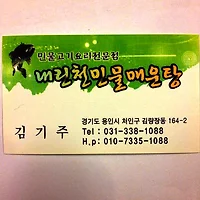 민물고기요리전문점
내린천민물매운탕
김 기 주
경기도 용인시 처인구 김량장동 164-2
Tel : 031-338-1088
H.p: 010-7335-1088